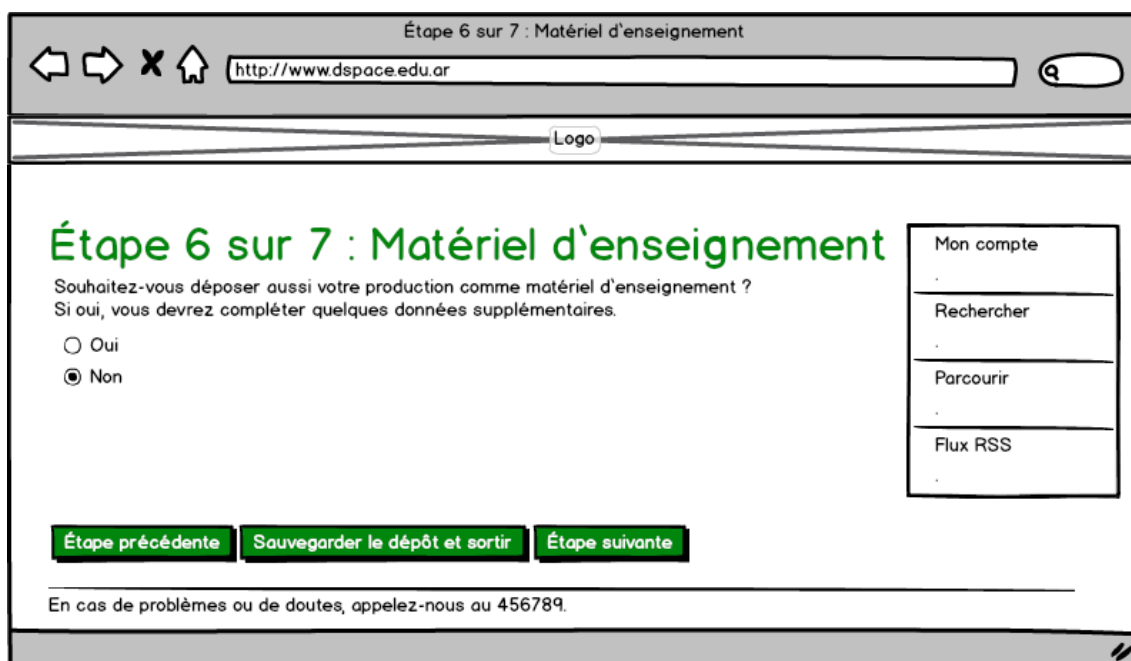 Étape 6 sur 7 : Matériel d'enseignement
http://www.dspace.edu.ar
Logo
Étape 6 sur 7 : Matériel d'enseignement
Souhaitez-vous déposer aussi votre production comme matériel d'enseignement ?
Si oui, vous devrez compléter quelques données supplémentaires.
Oui
Non
Mon compte
.
Rechercher
.
Parcourir
.
Flux RSS
.
Étape précédente
Sauvegarder le dépôt et sortir
Étape suivante
En cas de problèmes ou de doutes, appelez-nous au 456789.